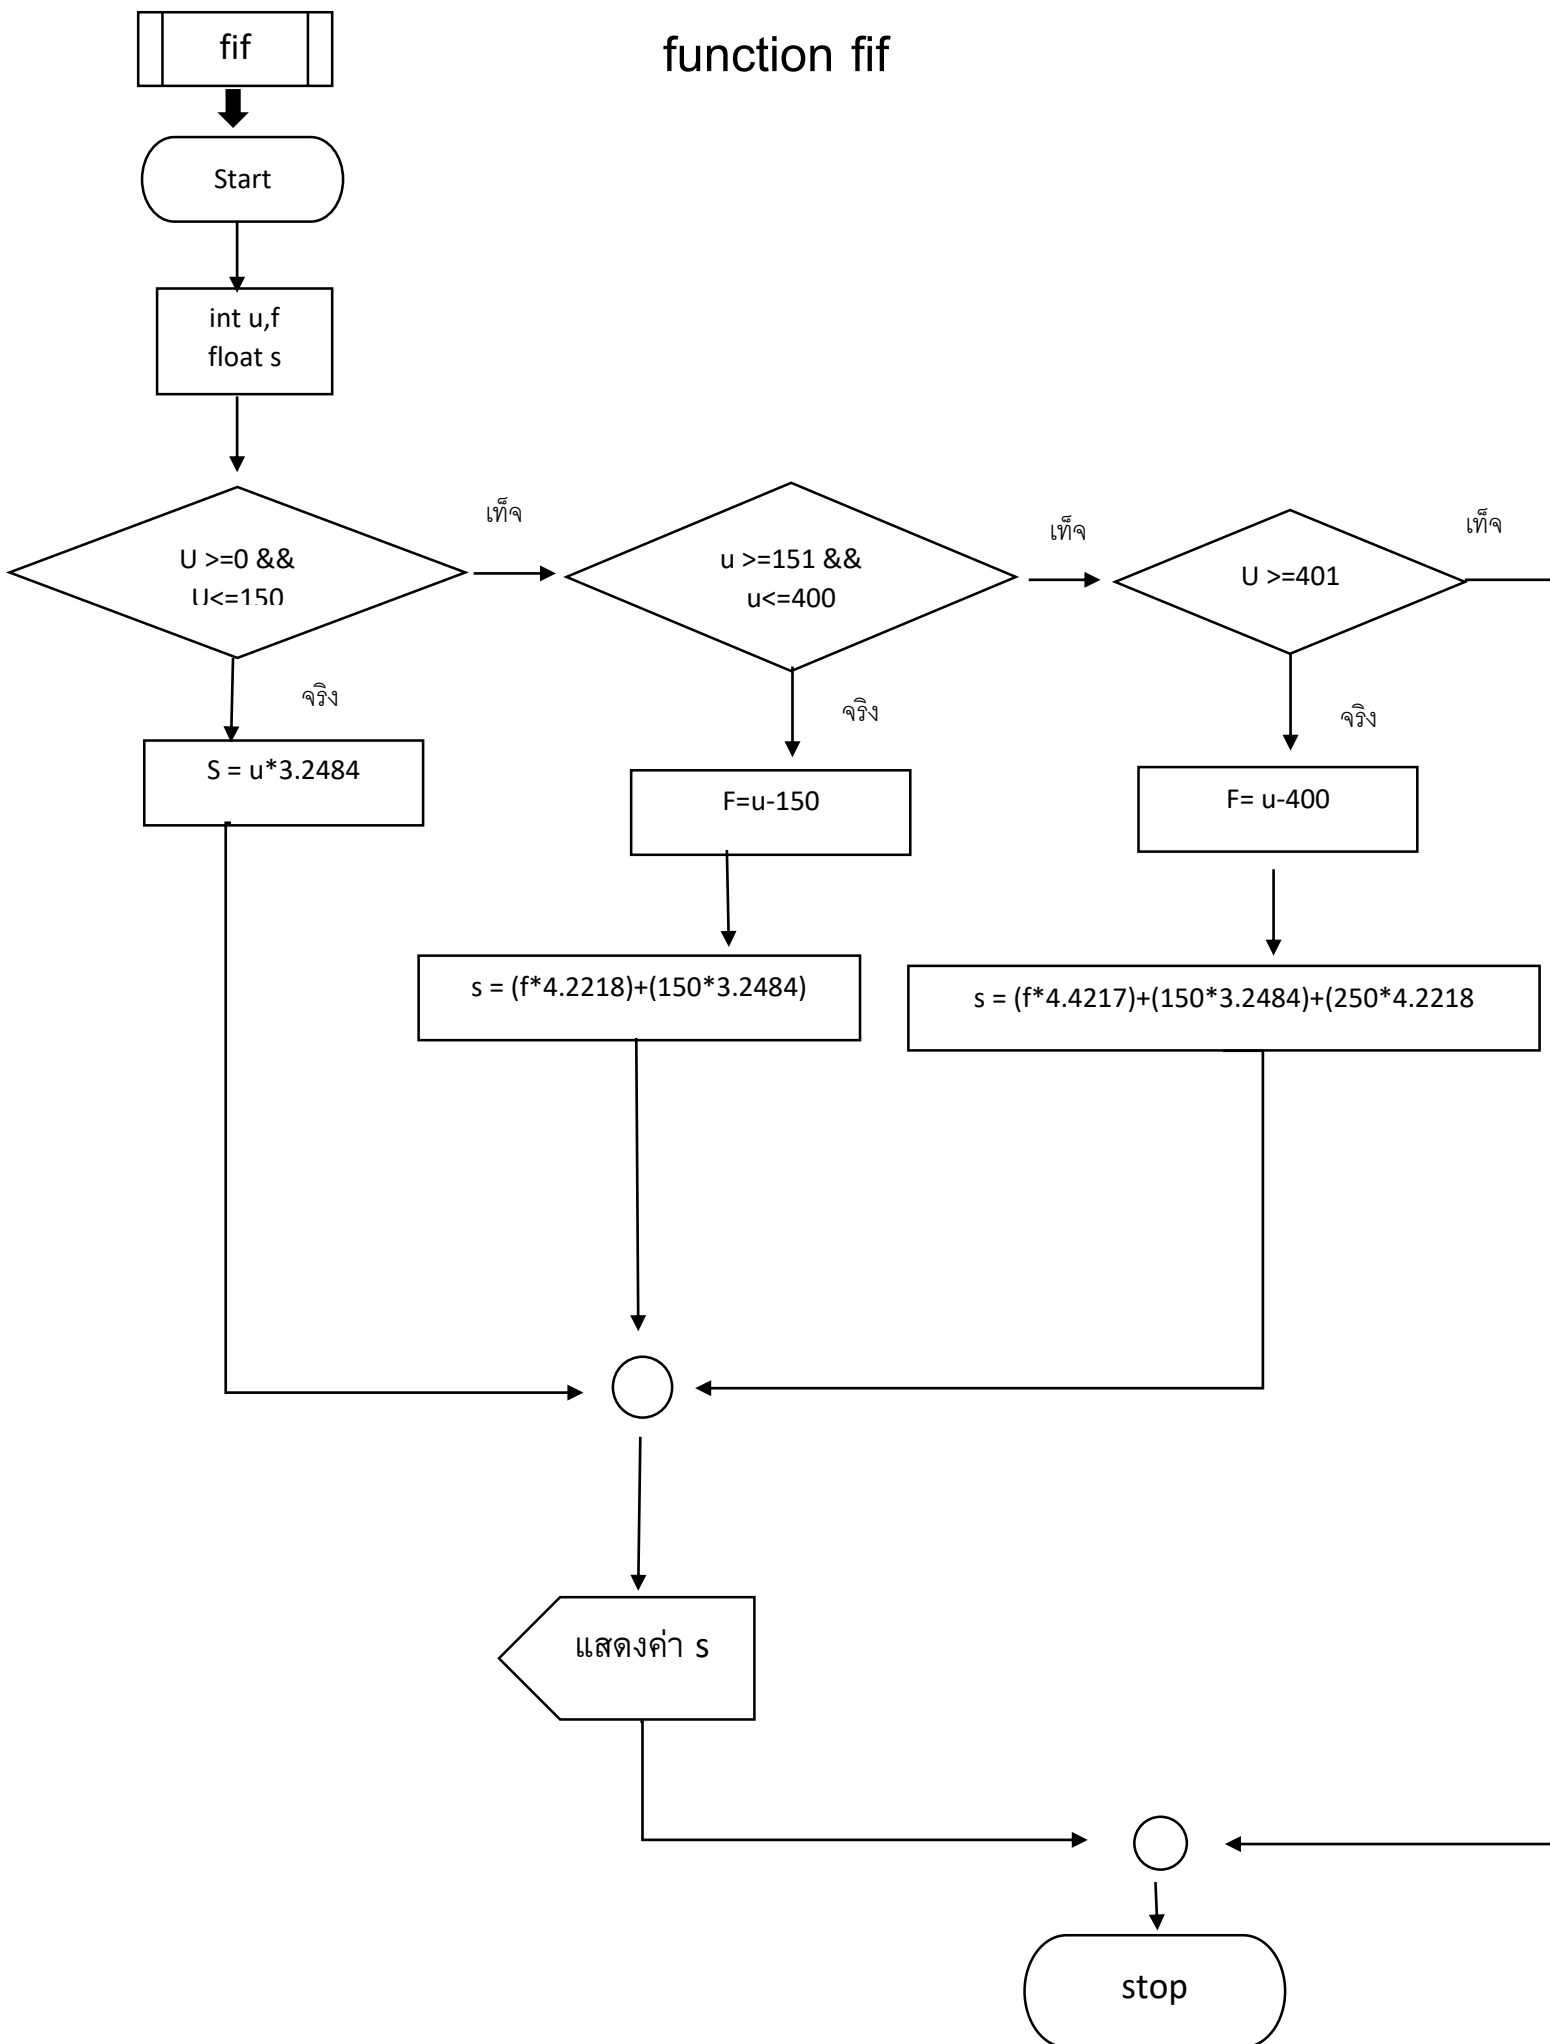 fif
function fif
Start
int u,f
float s
เท็จ
เท็จ
เท็จ
U >=0 &&
U<=150
u >=151 &&
u<=400
U >=401
จริง
จริง
จริง
S = u*3.2484
F=u-150
F= u-400
s = (f*4.2218)+(150*3.2484)
s = (f*4.4217)+(150*3.2484)+(250*4.2218
แสดงค่า s
stop